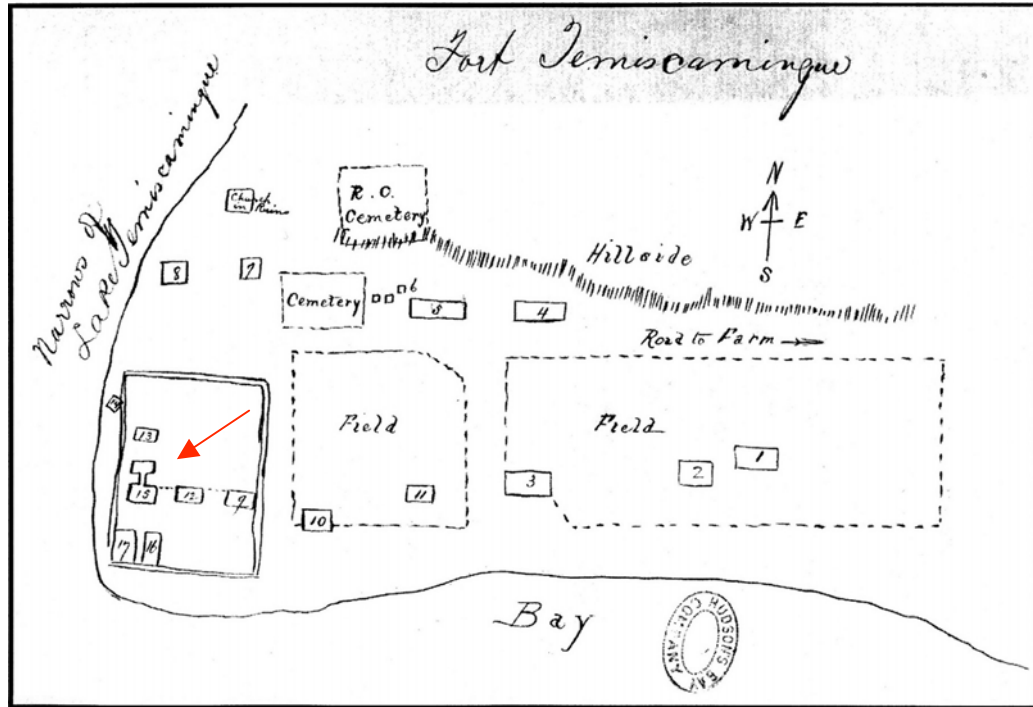 Fort Temiscamingue
Narrows of
Lake Temiscamingue
Church
in Ruins
R. C.
Cemetery
N
W E
S
Hillside
8
7
Cemetery
6
5
4
Road to Farm
13
Field
Field
1
2
3
15
12
9
11
10
17
16
Bay
HUDSON'S BAY
COMPANY